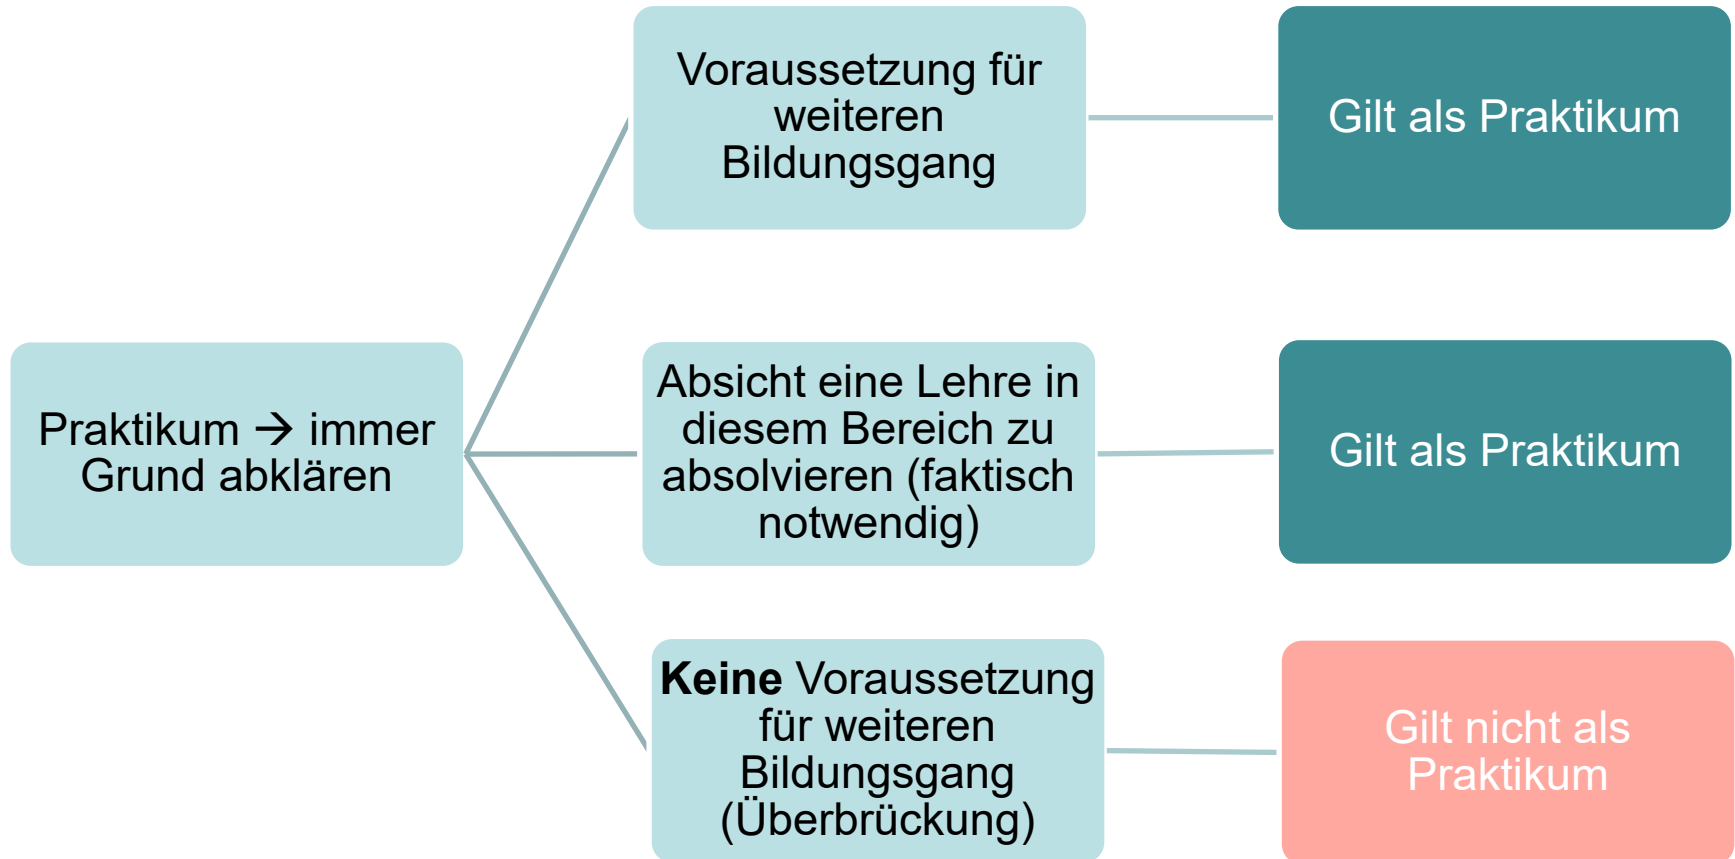 Praktikum → immer
Grund abklären
Voraussetzung für
weiteren
Bildungsgang
Gilt als Praktikum
Absicht eine Lehre in
diesem Bereich zu
absolvieren (faktisch
notwendig)
Gilt als Praktikum
Keine Voraussetzung
für weiteren
Bildungsgang
(Überbrückung)
Gilt nicht als
Praktikum